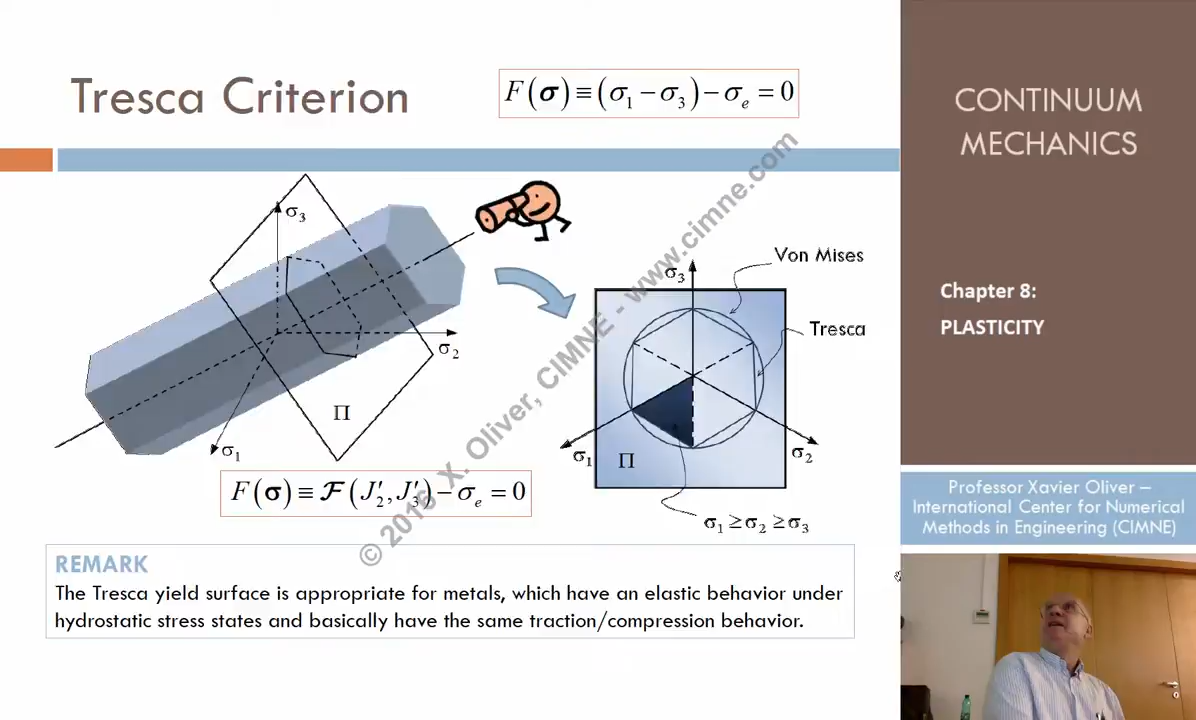 Tresca Criterion
F(σ) ≡ (σ₁ − σ₃) − σₑ = 0
σ₃
σ₂
σ₁
Π
F(σ) ≡ 𝓕(J′₂, J′₃) − σₑ = 0
Von Mises
Tresca
σ₃
σ₁
σ₂
Π
σ₁ ≥ σ₂ ≥ σ₃
© 2016 X. Oliver, CIMNE - www.cimne.com
REMARK
The Tresca yield surface is appropriate for metals, which have an elastic behavior under
hydrostatic stress states and basically have the same traction/compression behavior.
CONTINUUM
MECHANICS
Chapter 8:
PLASTICITY
Professor Xavier Oliver –
International Center for Numerical
Methods in Engineering (CIMNE)